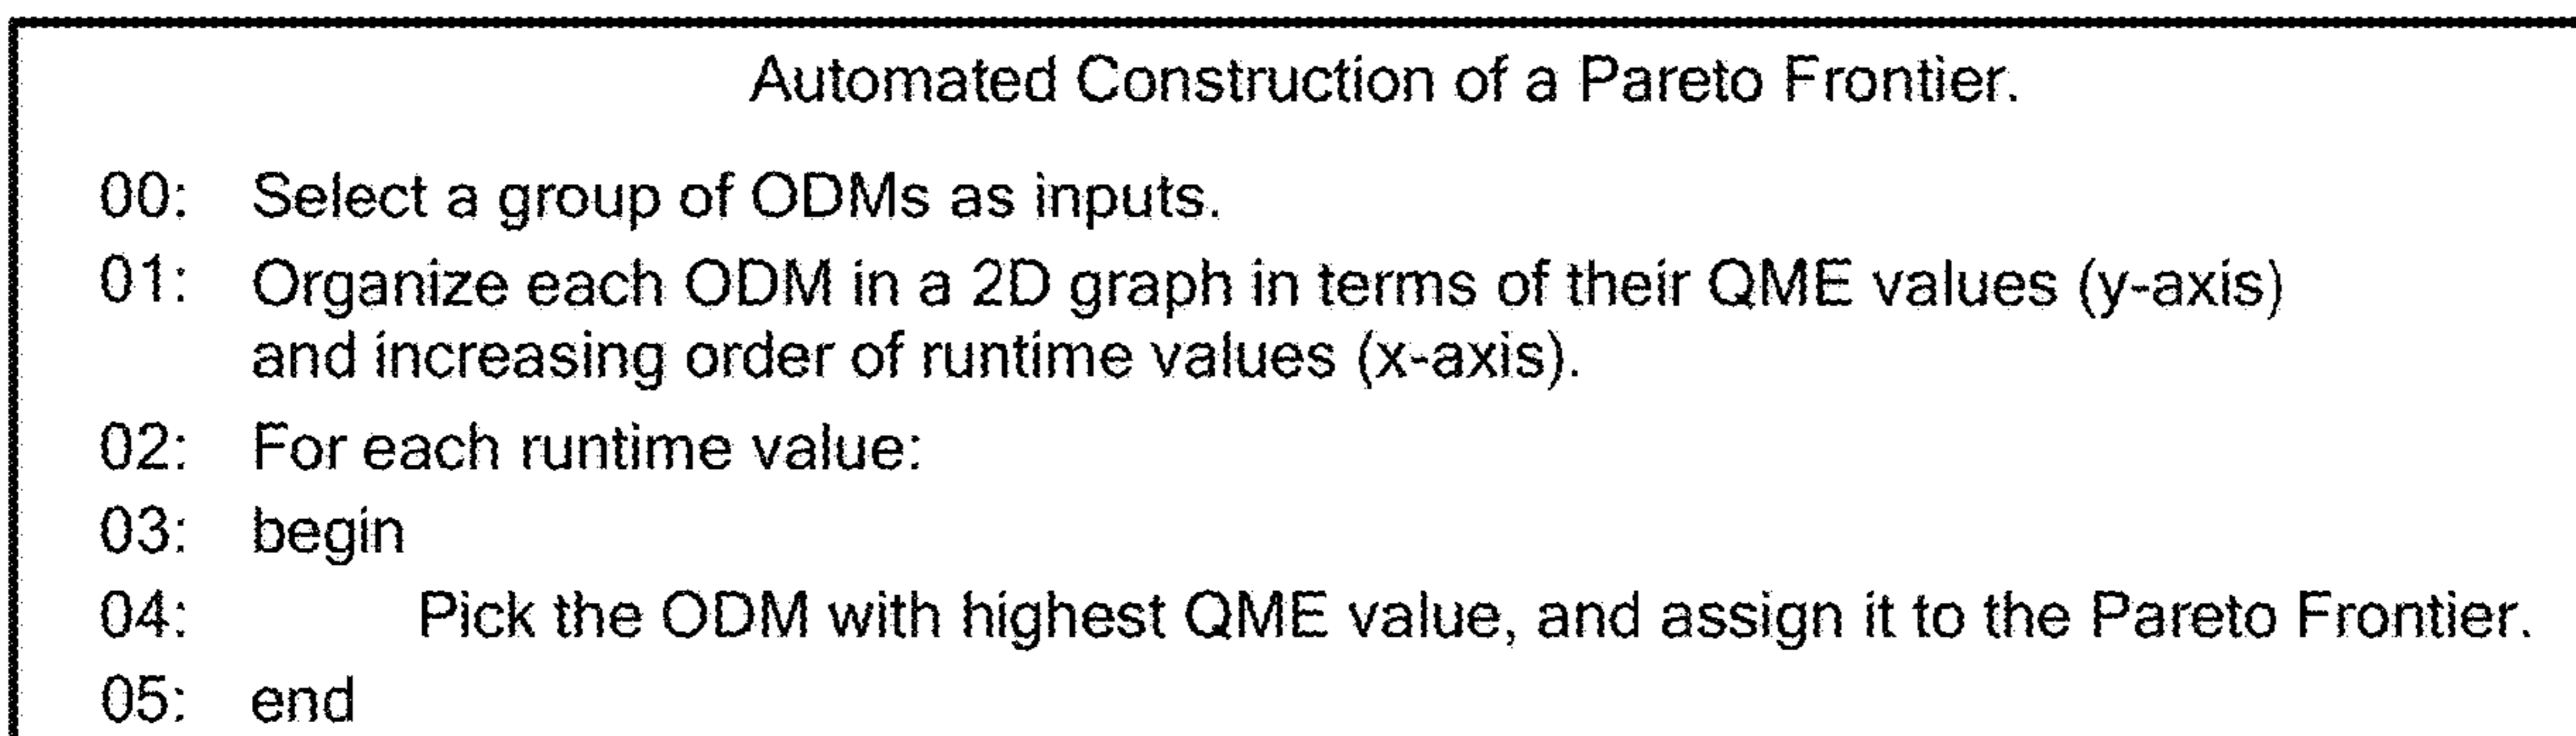 Automated Construction of a Pareto Frontier.
00: Select a group of ODMs as inputs.
01: Organize each ODM in a 2D graph in terms of their QME values (y-axis)
and increasing order of runtime values (x-axis).
02: For each runtime value:
03: begin
04: Pick the ODM with highest QME value, and assign it to the Pareto Frontier.
05: end